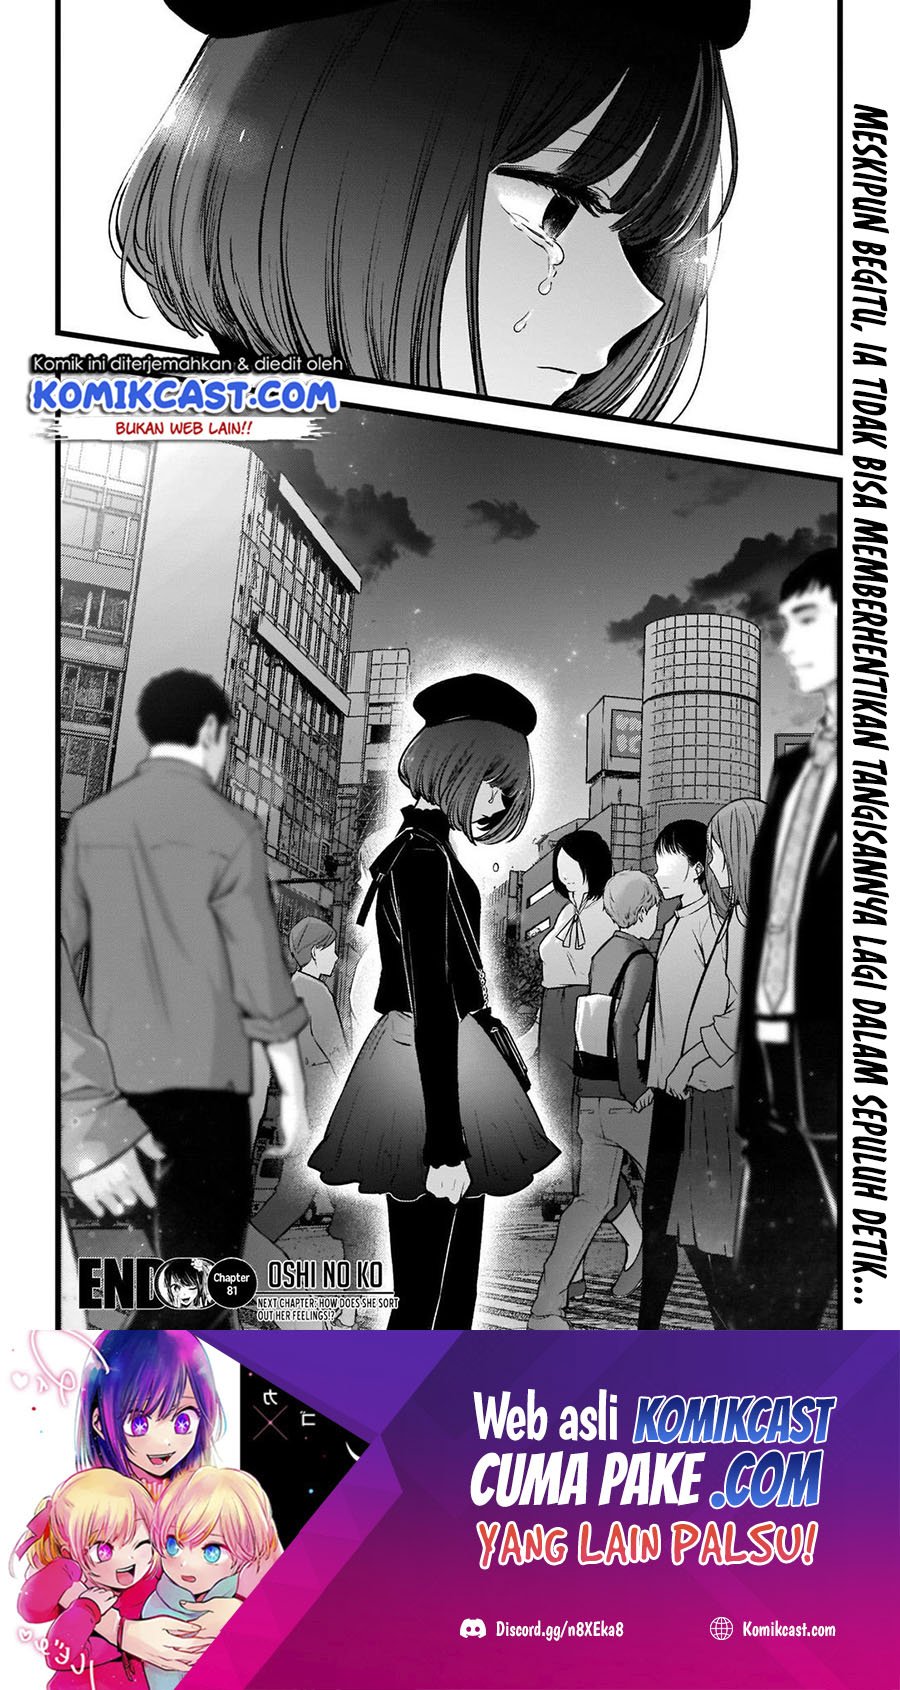 MESKIPUN BEGITU, IA TIDAK BISA MEMBERHENTIKAN TANGISANNYA LAGI DALAM SEPULUH DETIK...
Komik ini diterjemahkan & diedit oleh
KOMIKCAST.COM
BUKAN WEB LAIN!!
END
Chapter
81
OSHI NO KO
NEXT CHAPTER: HOW DOES SHE SORT
OUT HER FEELINGS!?
Web asli KOMIKCAST
CUMA PAKE .COM
YANG LAIN PALSU!
Discord.gg/n8XEka8
Komikcast.com